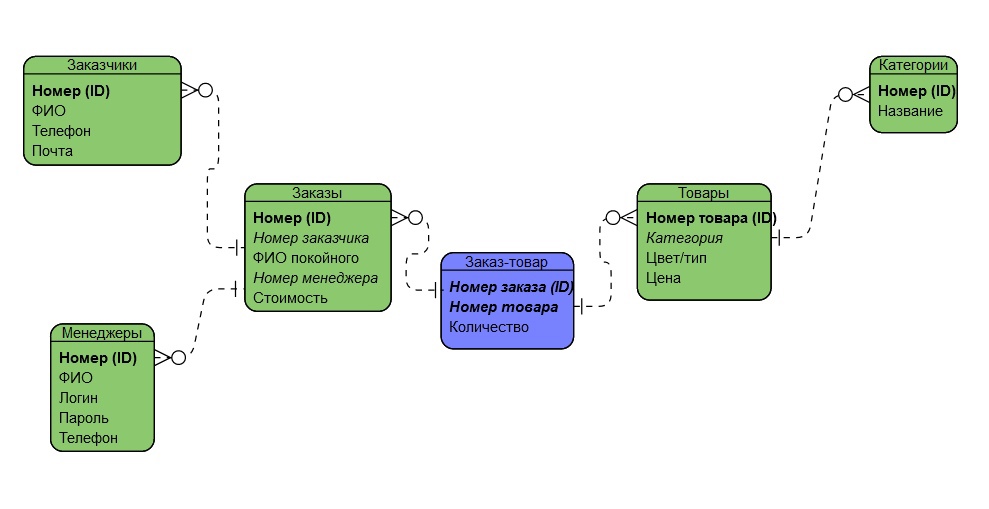 Заказчики
Номер (ID)
ФИО
Телефон
Почта
Категории
Номер (ID)
Название
Заказы
Номер (ID)
Номер заказчика
ФИО покойного
Номер менеджера
Стоимость
Товары
Номер товара (ID)
Категория
Цвет/тип
Цена
Заказ-товар
Номер заказа (ID)
Номер товара
Количество
Менеджеры
Номер (ID)
ФИО
Логин
Пароль
Телефон